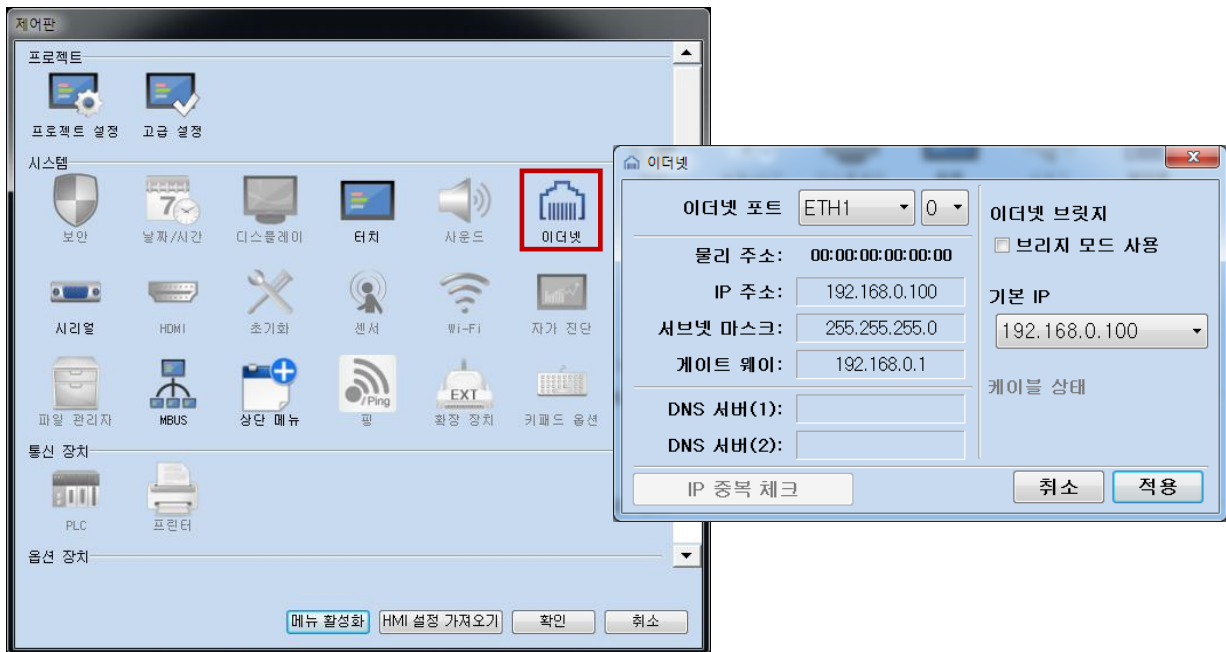 제어판
프로젝트
프로젝트 설정 고급 설정
시스템
7
보안 날짜/시간 디스플레이 터치 사운드 이더넷
시리얼 HDMI 초기화 센서 Wi-Fi 자가 진단
/Ping
EXT
파일 관리자 MBUS 상단 메뉴 핑 확장 장치 키패드 옵션
통신 장치
PLC 프린터
옵션 장치
메뉴 활성화 HMI 설정 가져오기 확인 취소
이더넷
이더넷 포트 ETH1 0
물리 주소: 00:00:00:00:00:00
IP 주소: 192.168.0.100
서브넷 마스크: 255.255.255.0
게이트 웨이: 192.168.0.1
DNS 서버(1):
DNS 서버(2):
이더넷 브릿지
브리지 모드 사용
기본 IP
192.168.0.100
케이블 상태
IP 중복 체크 취소 적용